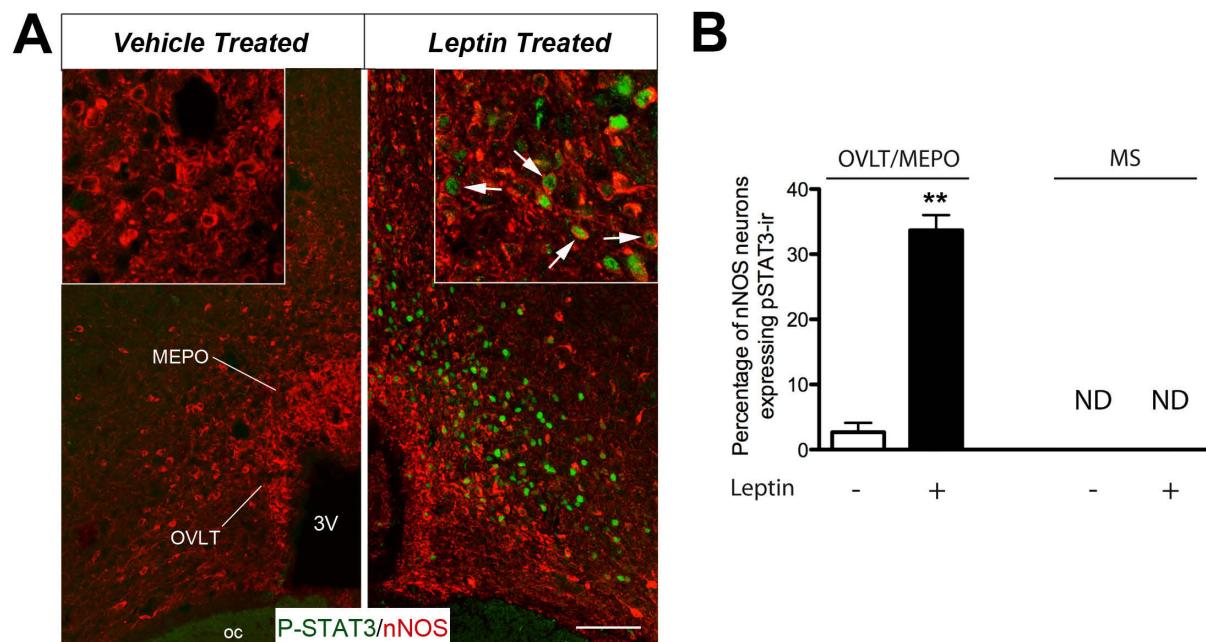 A
Vehicle Treated
Leptin Treated
MEPO
OVLT
3V
oc
P-STAT3/nNOS
B
OVLT/MEPO
MS
Percentage of nNOS neurons
expressing pSTAT3-ir
40
30
20
10
0
**
ND
ND
Leptin
-
+
-
+